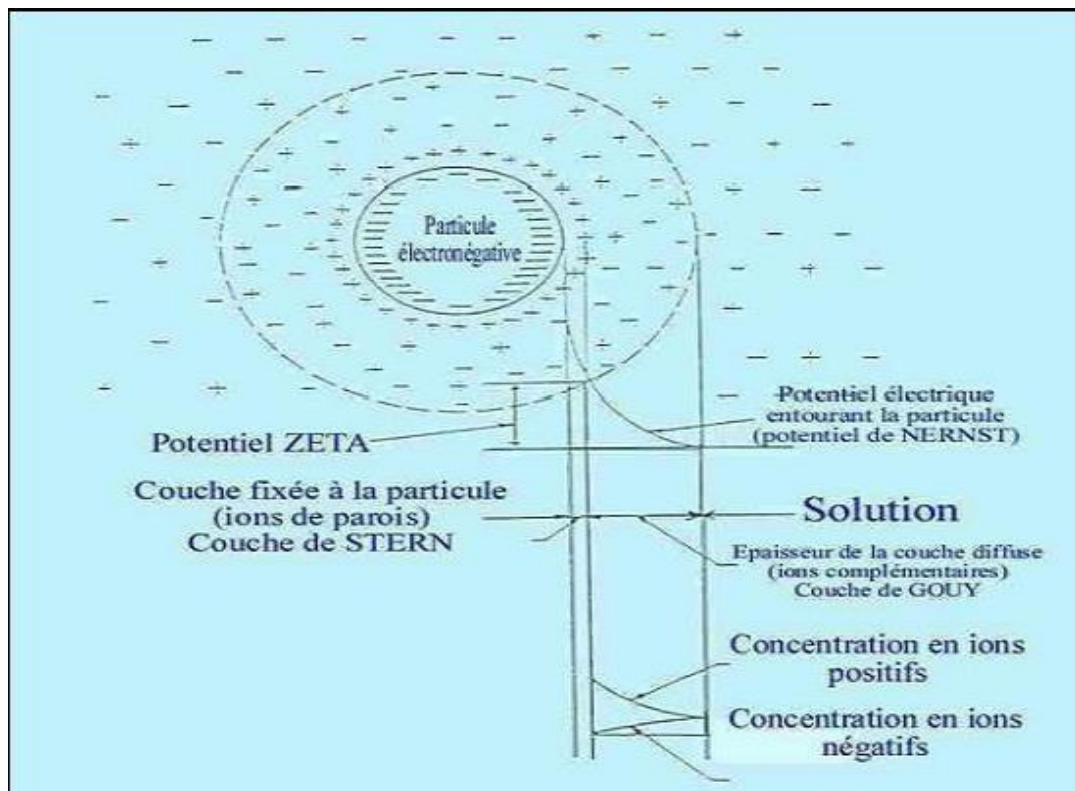 Particule
électronégative
Potentiel électrique
entourant la particule
(potentiel de NERNST)
Potentiel ZETA
Couche fixée à la particule
(ions de parois)
Couche de STERN
Solution
Epaisseur de la couche diffuse
(ions complémentaires)
Couche de GOUY
Concentration en ions
positifs
Concentration en ions
négatifs